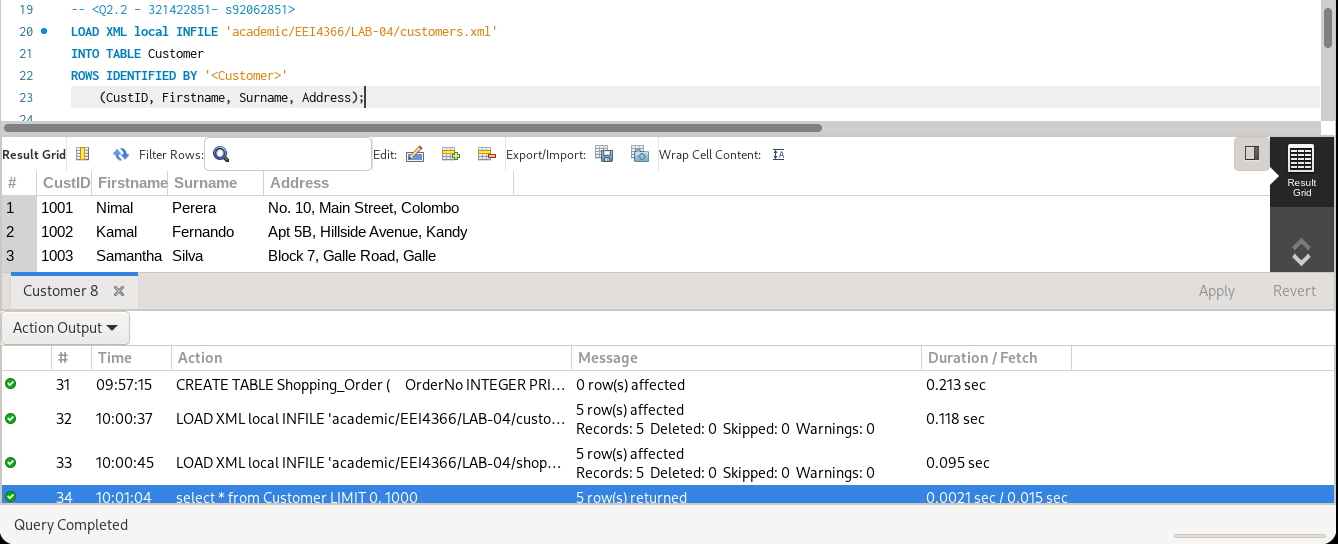 19 -- <Q2.2 - 321422851- s92062851>
20 LOAD XML local INFILE 'academic/EEI4366/LAB-04/customers.xml'
21 INTO TABLE Customer
22 ROWS IDENTIFIED BY '<Customer>'
23 (CustID, Firstname, Surname, Address);
24
Result Grid Filter Rows: Edit: Export/Import: Wrap Cell Content:
Result
Grid
# CustID Firstname Surname Address
1 1001 Nimal Perera No. 10, Main Street, Colombo
2 1002 Kamal Fernando Apt 5B, Hillside Avenue, Kandy
3 1003 Samantha Silva Block 7, Galle Road, Galle
Customer 8 Apply Revert
Action Output
# Time Action Message Duration / Fetch
31 09:57:15 CREATE TABLE Shopping_Order ( OrderNo INTEGER PRI... 0 row(s) affected 0.213 sec
32 10:00:37 LOAD XML local INFILE 'academic/EEI4366/LAB-04/custo... 5 row(s) affected 0.118 sec
Records: 5 Deleted: 0 Skipped: 0 Warnings: 0
33 10:00:45 LOAD XML local INFILE 'academic/EEI4366/LAB-04/shop... 5 row(s) affected 0.095 sec
Records: 5 Deleted: 0 Skipped: 0 Warnings: 0
34 10:01:04 select * from Customer LIMIT 0, 1000 5 row(s) returned 0.0021 sec / 0.015 sec
Query Completed